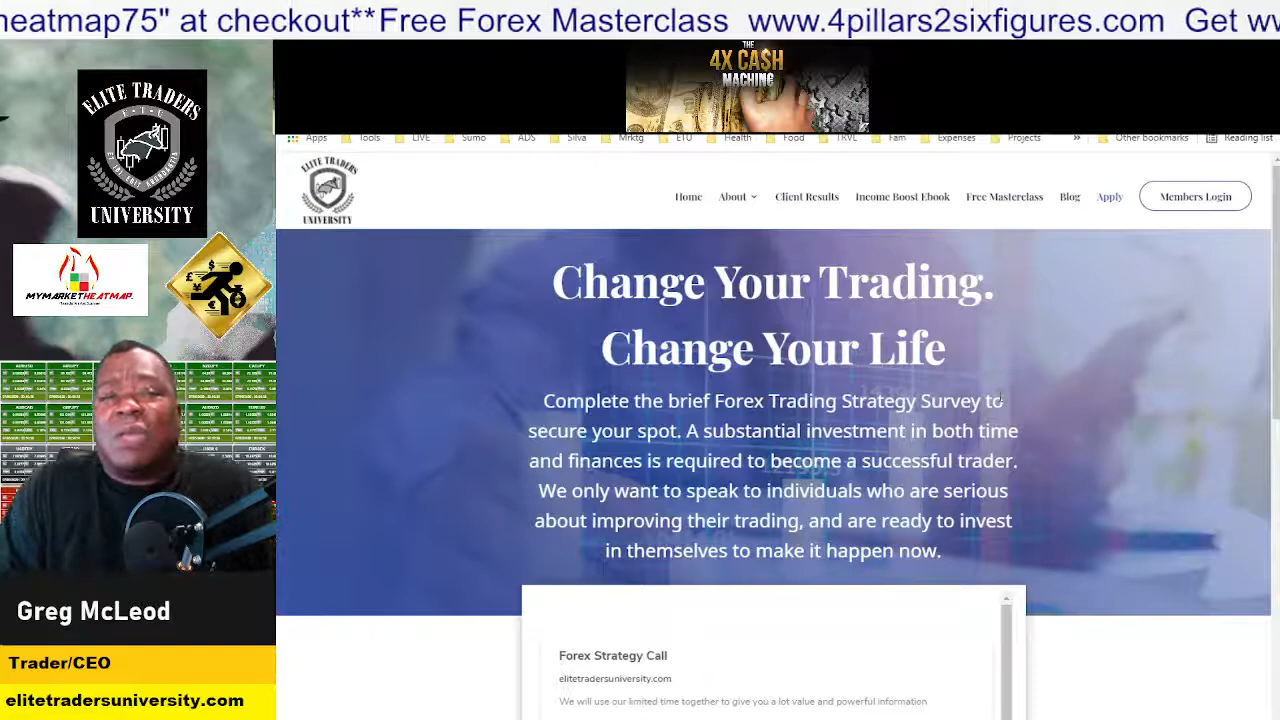 heatmap75" at checkout**Free Forex Masterclass www.4pillars2sixfigures.com Get wv
THE
4X CASH
MACHINE
ELITE TRADERS
E·T·U
UNIVERSITY
MYMARKETHEATMAP.
Apps Tools LIVE Sumo ADS Silva Mrktg ETU Health Food TRVL Fam Expenses Projects » Other bookmarks Reading list
ELITE TRADERS
UNIVERSITY
Home About Client Results Income Boost Ebook Free Masterclass Blog Apply Members Login
Change Your Trading.
Change Your Life
Complete the brief Forex Trading Strategy Survey to
secure your spot. A substantial investment in both time
and finances is required to become a successful trader.
We only want to speak to individuals who are serious
about improving their trading, and are ready to invest
in themselves to make it happen now.
Forex Strategy Call
elitetradersuniversity.com
We will use our limited time together to give you a lot value and powerful information
Greg McLeod
Trader/CEO
elitetradersuniversity.com